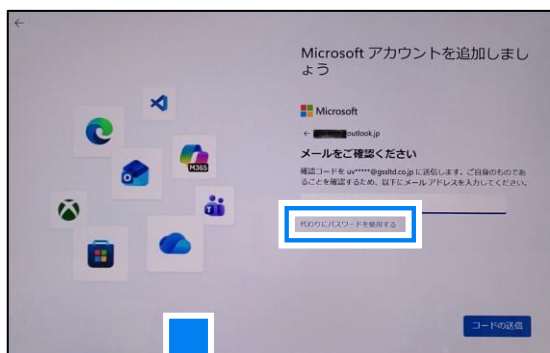 ←
Microsoft アカウントを追加しまし
ょう
Microsoft
← outlook.jp
メールをご確認ください
確認コードを uv*****@gssltd.co.jp に送信します。ご自身のものであ
ることを確認するため、以下にメール アドレスを入力してください。
代わりにパスワードを使用する
M365
コードの送信